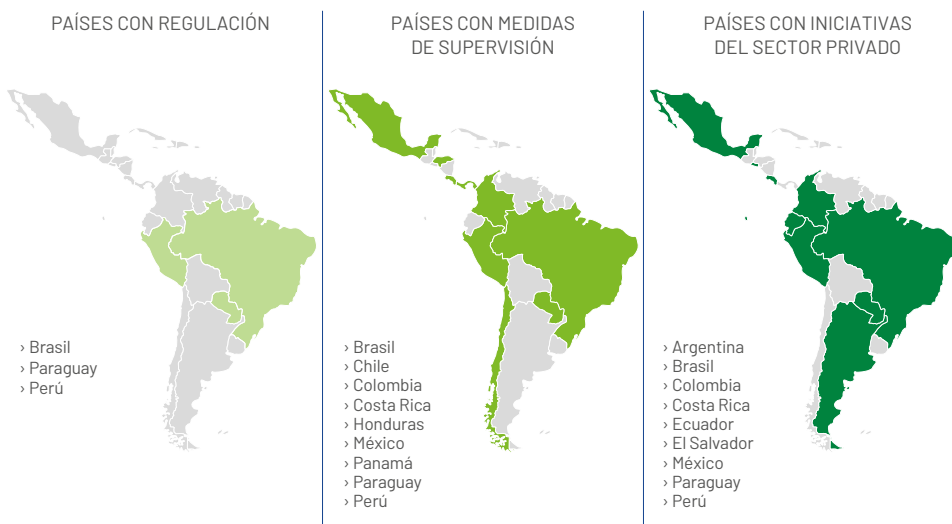 PAÍSES CON REGULACIÓN
› Brasil
› Paraguay
› Perú
PAÍSES CON MEDIDAS
DE SUPERVISIÓN
› Brasil
› Chile
› Colombia
› Costa Rica
› Honduras
› México
› Panamá
› Paraguay
› Perú
PAÍSES CON INICIATIVAS
DEL SECTOR PRIVADO
› Argentina
› Brasil
› Colombia
› Costa Rica
› Ecuador
› El Salvador
› México
› Paraguay
› Perú